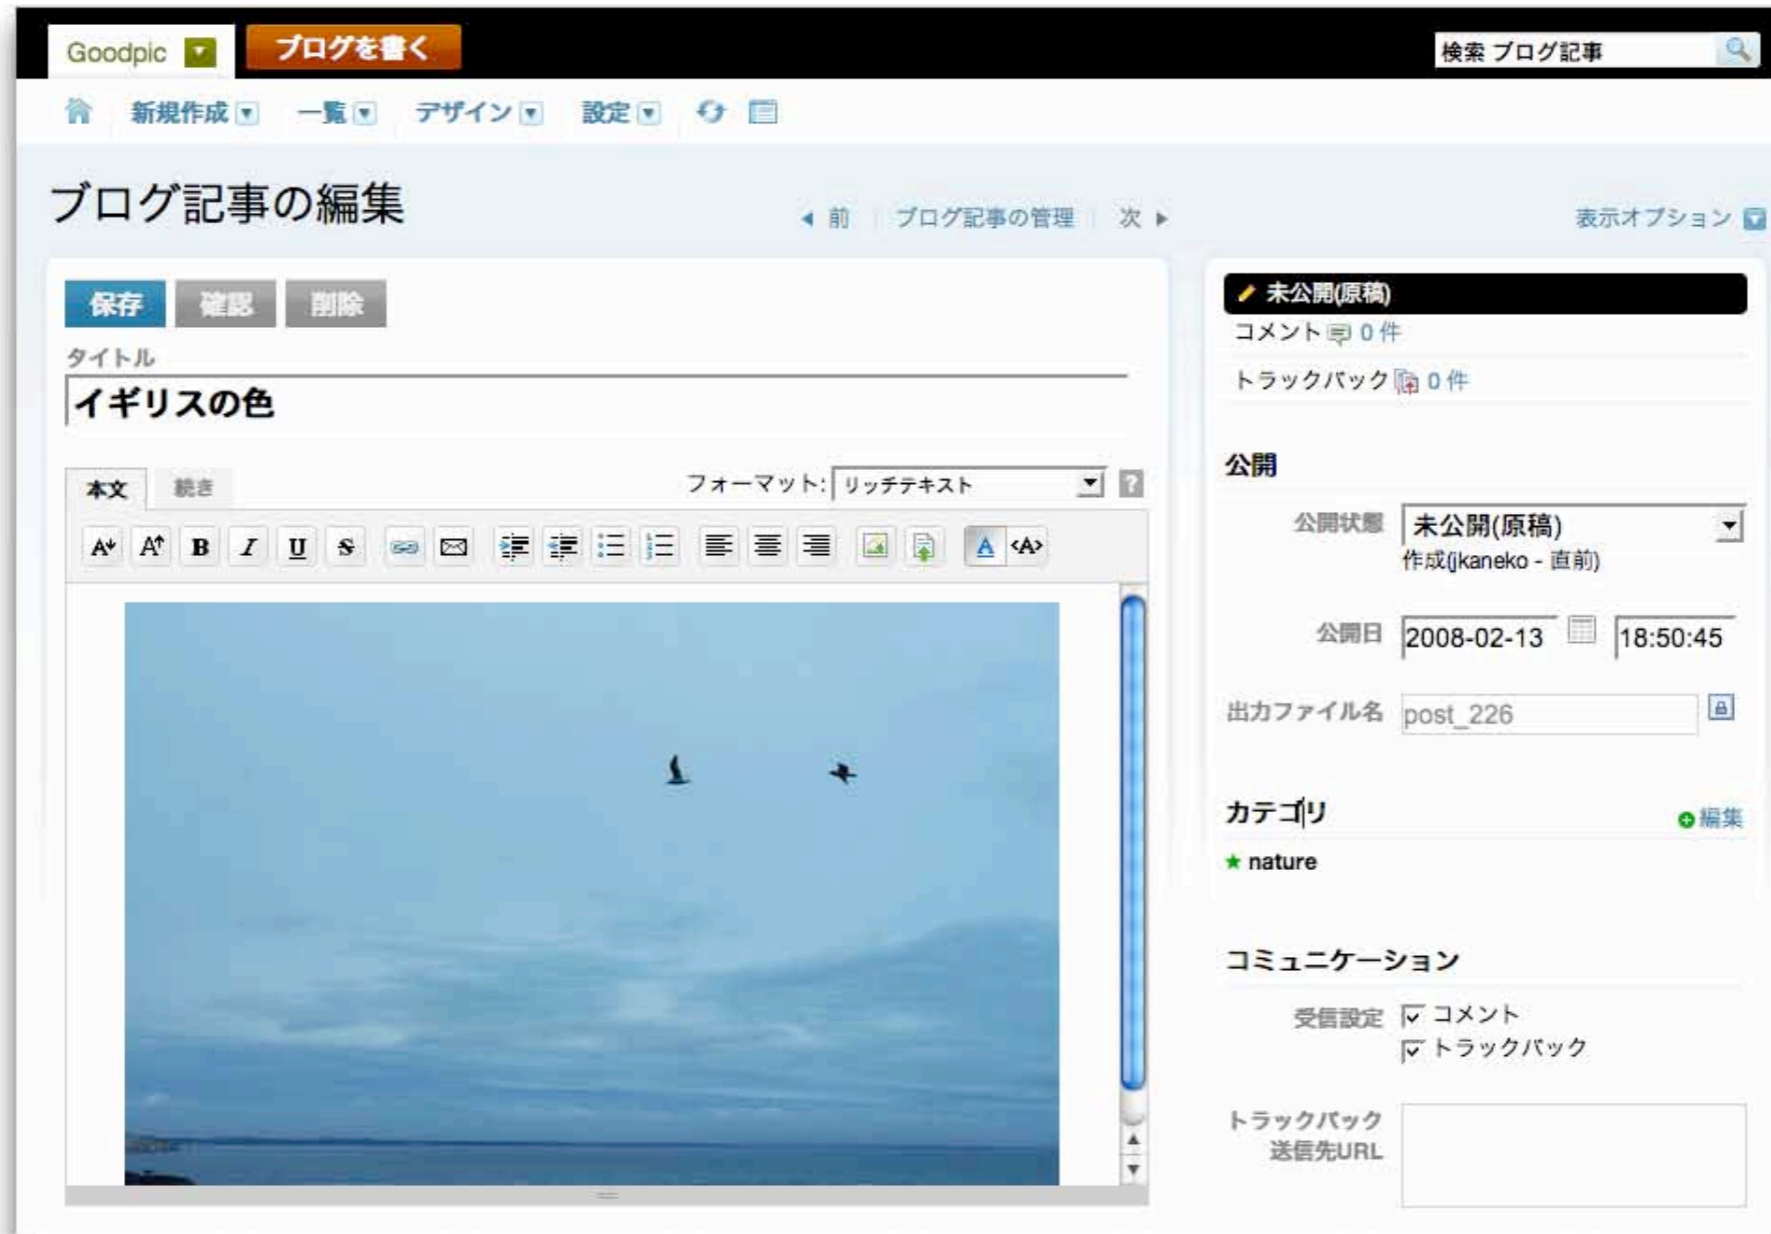 Goodpic
ブログを書く
検索 ブログ記事
新規作成 一覧 デザイン 設定
ブログ記事の編集
前 ブログ記事の管理 次
表示オプション
保存 確認 削除
タイトル
イギリスの色
本文 続き
フォーマット: リッチテキスト ?
A A B I U S A <A>
未公開(原稿)
コメント 0 件
トラックバック 0 件
公開
公開状態 未公開(原稿)
作成(jkaneko - 直前)
公開日 2008-02-13 18:50:45
出力ファイル名 post_226
カテゴリ 編集
nature
コミュニケーション
受信設定 コメント
トラックバック
トラックバック
送信先URL